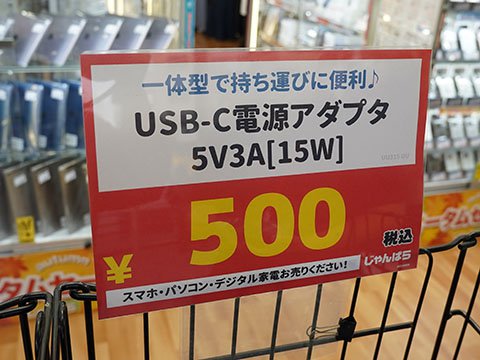 一体型で持ち運びに便利♪
USB-C電源アダプタ
5V3A[15W]
¥500
税込
じゃんぱら
スマホ・パソコン・デジタル家電お売りください!